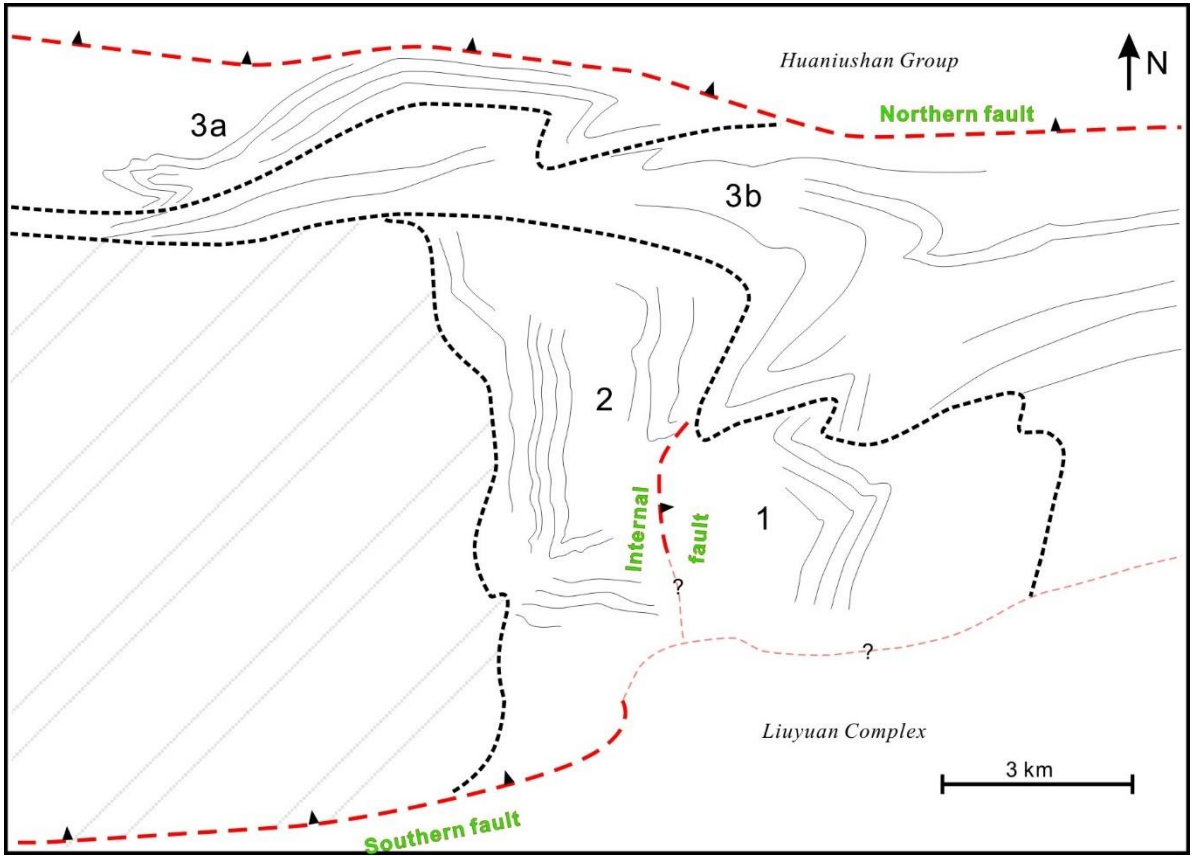 Huaniushan Group
N
Northern fault
3a
3b
2
Internal
fault
1
?
?
Liuyuan Complex
3 km
Southern fault